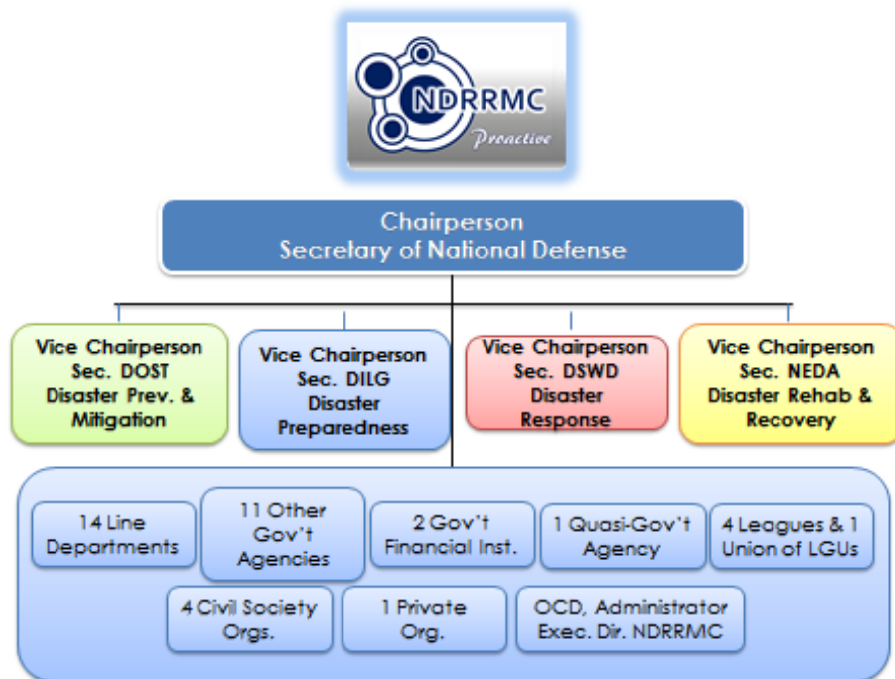 NDRRMC
Proactive
Chairperson
Secretary of National Defense
Vice Chairperson
Sec. DOST
Disaster Prev. &
Mitigation
Vice Chairperson
Sec. DILG
Disaster
Preparedness
Vice Chairperson
Sec. DSWD
Disaster
Response
Vice Chairperson
Sec. NEDA
Disaster Rehab &
Recovery
14 Line
Departments
11 Other
Gov't
Agencies
2 Gov't
Financial Inst.
1 Quasi-Gov't
Agency
4 Leagues & 1
Union of LGUs
4 Civil Society
Orgs.
1 Private
Org.
OCD, Administrator
Exec. Dir. NDRRMC